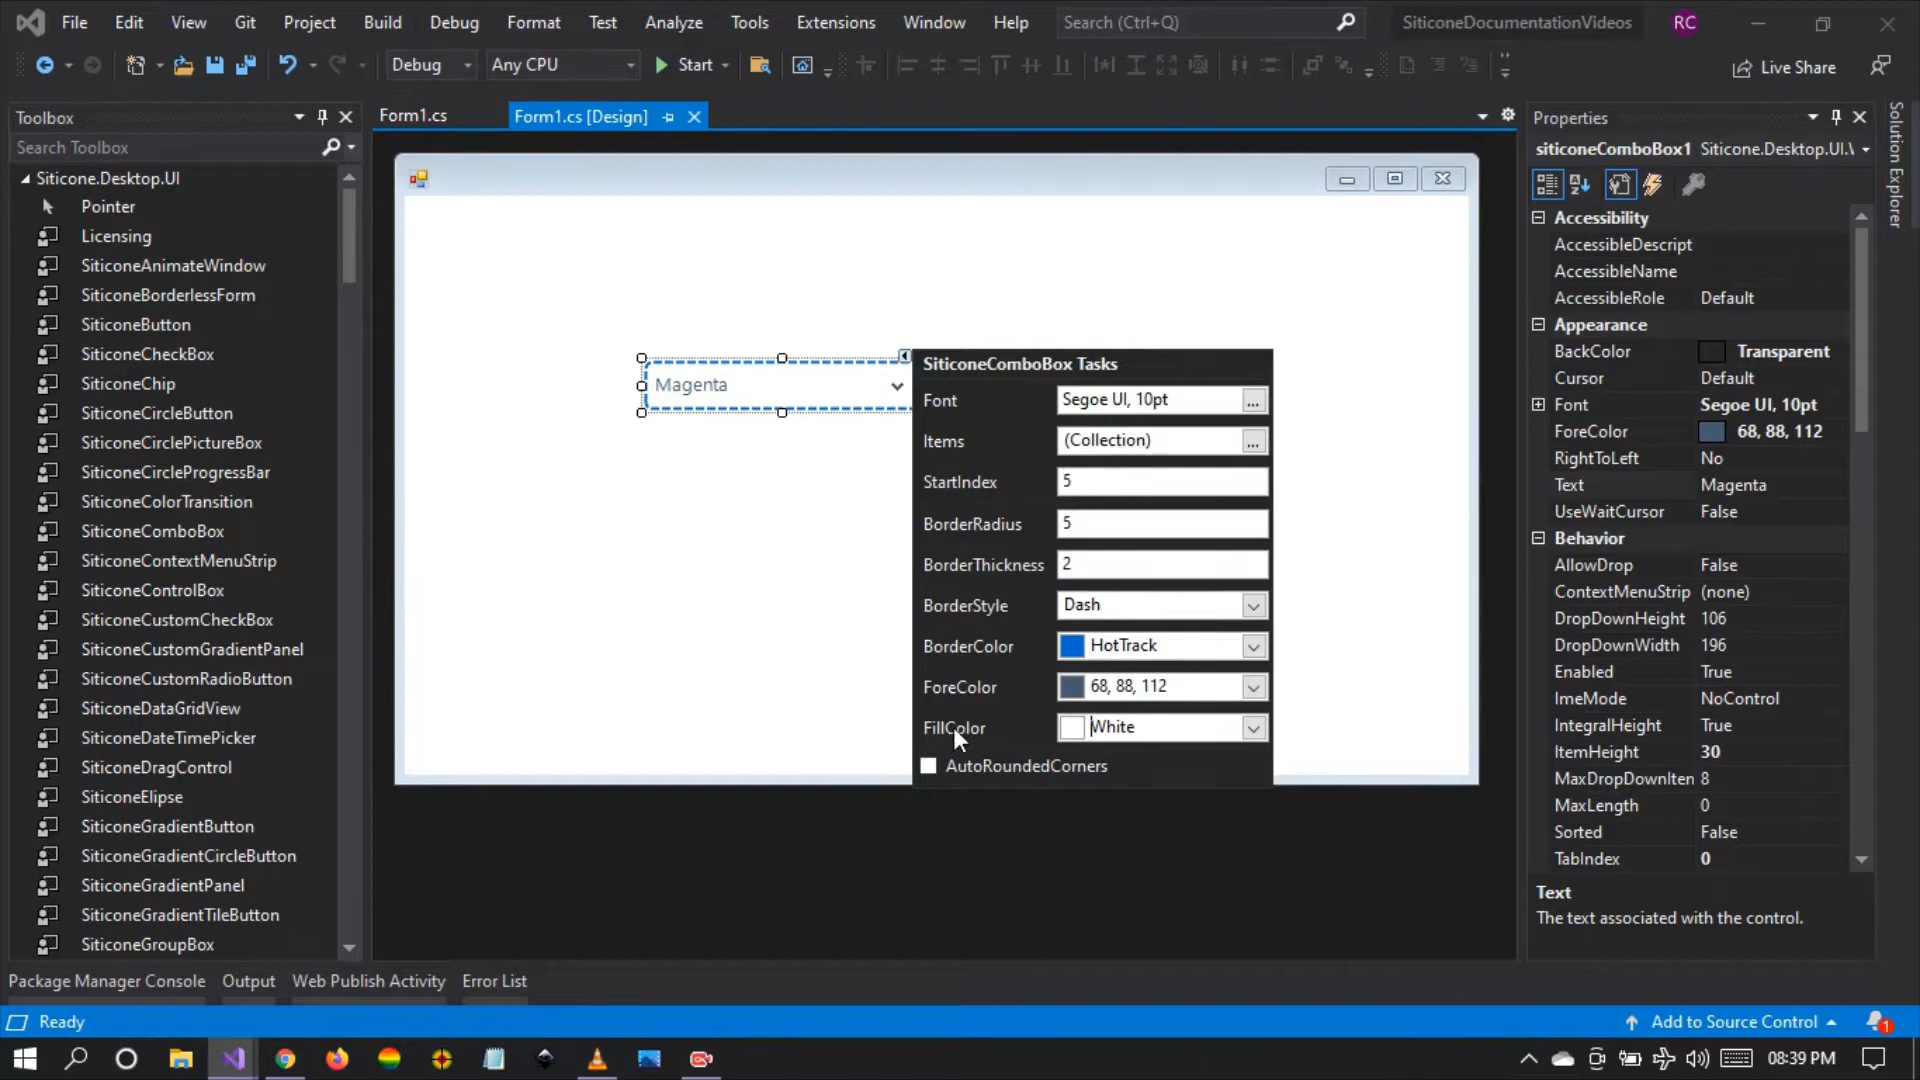 File Edit View Git Project Build Debug Format Test Analyze Tools Extensions Window Help Search (Ctrl+Q) SiticoneDocumentationVideos RC
Debug Any CPU Start Live Share
Toolbox
Search Toolbox
Siticone.Desktop.UI
Pointer
Licensing
SiticoneAnimateWindow
SiticoneBorderlessForm
SiticoneButton
SiticoneCheckBox
SiticoneChip
SiticoneCircleButton
SiticoneCirclePictureBox
SiticoneCircleProgressBar
SiticoneColorTransition
SiticoneComboBox
SiticoneContextMenuStrip
SiticoneControlBox
SiticoneCustomCheckBox
SiticoneCustomGradientPanel
SiticoneCustomRadioButton
SiticoneDataGridView
SiticoneDateTimePicker
SiticoneDragControl
SiticoneElipse
SiticoneGradientButton
SiticoneGradientCircleButton
SiticoneGradientPanel
SiticoneGradientTileButton
SiticoneGroupBox
Form1.cs Form1.cs [Design]
Magenta
SiticoneComboBox Tasks
Font Segoe UI, 10pt ...
Items (Collection) ...
StartIndex 5
BorderRadius 5
BorderThickness 2
BorderStyle Dash
BorderColor HotTrack
ForeColor 68, 88, 112
FillColor White
AutoRoundedCorners
Properties
siticoneComboBox1 Siticone.Desktop.UI.\
Accessibility
AccessibleDescript
AccessibleName
AccessibleRole Default
Appearance
BackColor Transparent
Cursor Default
Font Segoe UI, 10pt
ForeColor 68, 88, 112
RightToLeft No
Text Magenta
UseWaitCursor False
Behavior
AllowDrop False
ContextMenuStrip (none)
DropDownHeight 106
DropDownWidth 196
Enabled True
ImeMode NoControl
IntegralHeight True
ItemHeight 30
MaxDropDownIten 8
MaxLength 0
Sorted False
TabIndex 0
Text
The text associated with the control.
Solution Explorer
Package Manager Console Output Web Publish Activity Error List
Ready Add to Source Control 1
08:39 PM